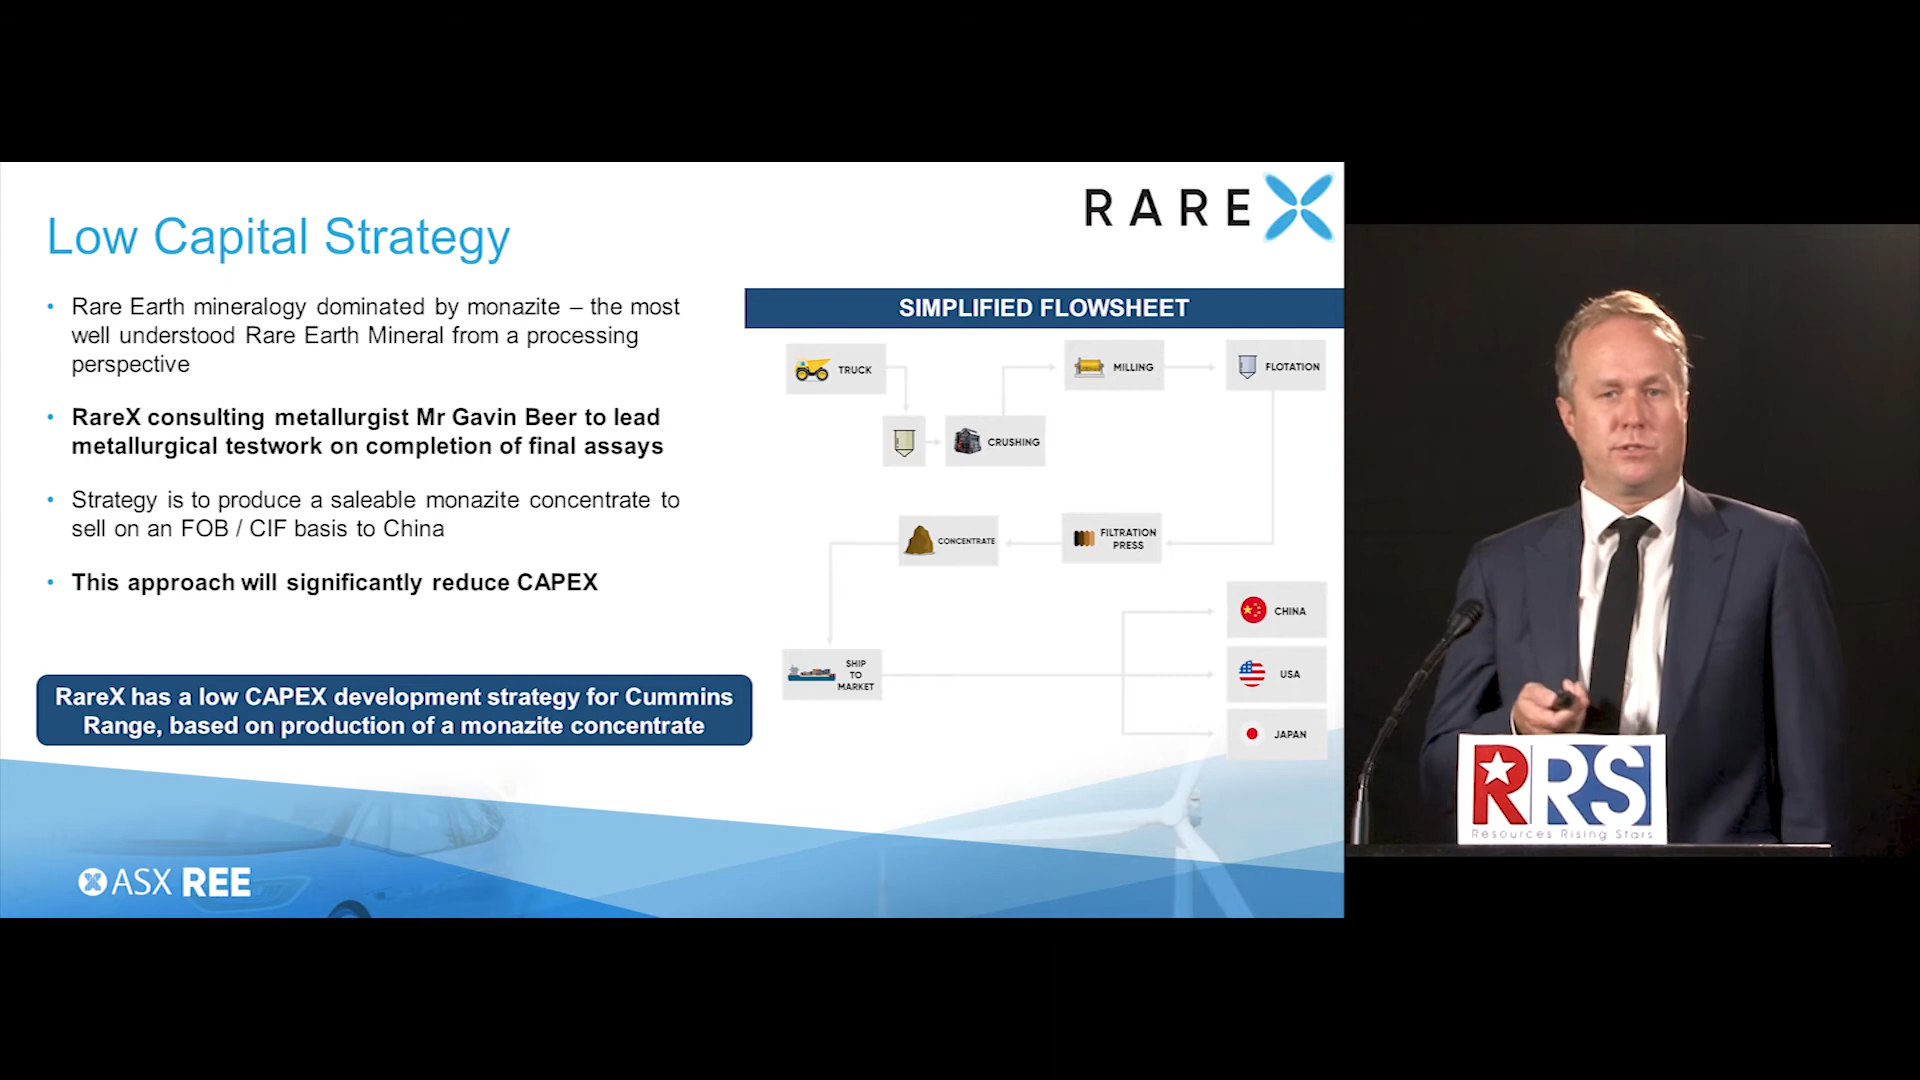 RAREX
Low Capital Strategy
• Rare Earth mineralogy dominated by monazite – the most
well understood Rare Earth Mineral from a processing
perspective
• RareX consulting metallurgist Mr Gavin Beer to lead
metallurgical testwork on completion of final assays
• Strategy is to produce a saleable monazite concentrate to
sell on an FOB / CIF basis to China
• This approach will significantly reduce CAPEX
RareX has a low CAPEX development strategy for Cummins
Range, based on production of a monazite concentrate
SIMPLIFIED FLOWSHEET
TRUCK
MILLING
FLOTATION
CRUSHING
CONCENTRATE
FILTRATION
PRESS
SHIP
TO
MARKET
CHINA
USA
JAPAN
ASX REE
RRS
Resources Rising Stars